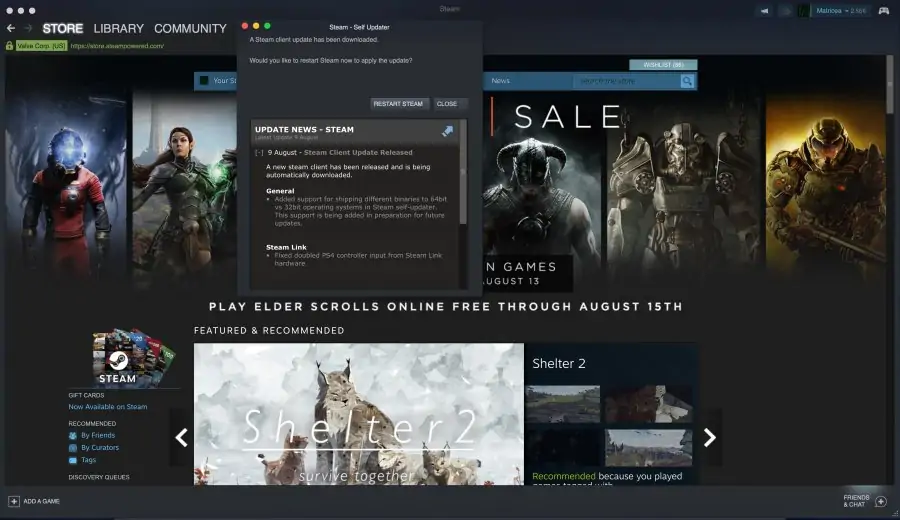 Steam
STORE LIBRARY COMMUNITY
Valve Corp. [US] https://store.steampowered.com/
Steam - Self Updater
A Steam client update has been downloaded.
Would you like to restart Steam now to apply the update?
RESTART STEAM CLOSE
UPDATE NEWS - STEAM
Latest Update: 9 August
[-] 9 August - Steam Client Update Released
A new steam client has been released and is being
automatically downloaded.
General
Added support for shipping different binaries to 64bit
vs 32bit operating systems in Steam self-updater.
This support is being added in preparation for future
updates.
Steam Link
Fixed doubled PS4 controller input from Steam Link
hardware
WISHLIST (86)
Your St
News
search the store
SALE
N GAMES
UGUST 13
PLAY ELDER SCROLLS ONLINE FREE THROUGH AUGUST 15TH
FEATURED & RECOMMENDED
STEAM
GIFT CARDS
Now Available on Steam
RECOMMENDED
By Friends
By Curators
Tags
DISCOVERY QUEUES
Shelter 2
survive together
Shelter 2
Recommended because you played
games tagged with
ADD A GAME
FRIENDS
& CHAT